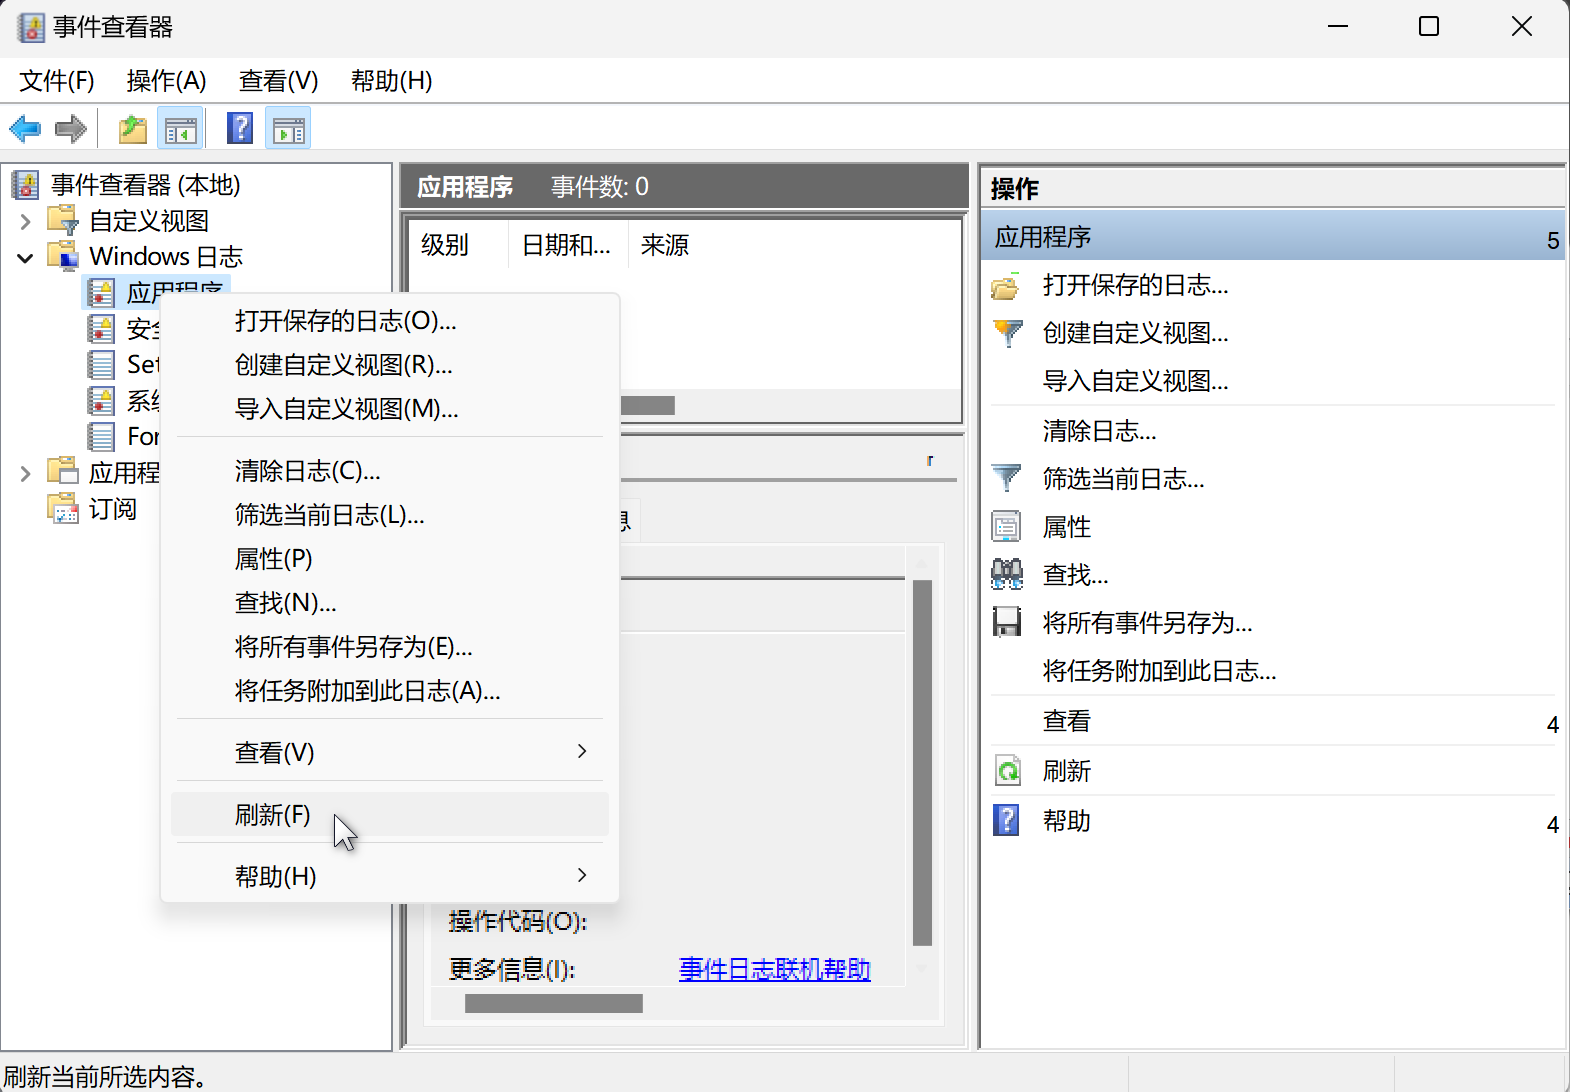 事件查看器
文件(F) 操作(A) 查看(V) 帮助(H)
事件查看器 (本地)
自定义视图
Windows 日志
应用程序
安全
Set
系统
For
应用程
订阅
应用程序 事件数: 0
级别 日期和... 来源
息
操作代码(O):
更多信息(I): 事件日志联机帮助
打开保存的日志(O)...
创建自定义视图(R)...
导入自定义视图(M)...
清除日志(C)...
筛选当前日志(L)...
属性(P)
查找(N)...
将所有事件另存为(E)...
将任务附加到此日志(A)...
查看(V)
刷新(F)
帮助(H)
操作
应用程序 5
打开保存的日志...
创建自定义视图...
导入自定义视图...
清除日志...
筛选当前日志...
属性
查找...
将所有事件另存为...
将任务附加到此日志...
查看 4
刷新
帮助 4
刷新当前所选内容。